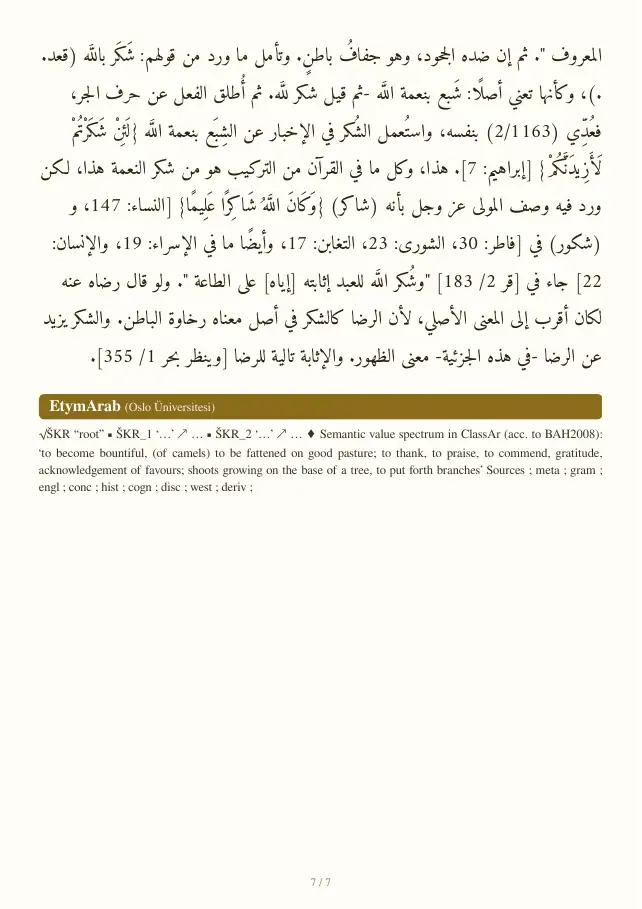 المعروف ". ثم إن ضده الجحود، وهو جفافُ باطنٍ. وتأمل ما ورد من قولهم: شَكَر باللَّه (قعد.
.)، وكأنها تعني أصلًا: شَبع بنعمة اللَّه -ثم قيل شكر للَّه. ثم أُطلق الفعل عن حرف الجر،
فعُدِّي (2/1163) بنفسه، واستُعمل الشُكر في الإخبار عن الشِبَع بنعمة اللَّه {لَئِنْ شَكَرْتُمْ
لَأَزِيدَنَّكُمْ} [إبراهيم: 7]. هذا، وكل ما في القرآن من التركيب هو من شكر النعمة هذا، لكن
ورد فيه وصف المولى عز وجل بأنه (شاكر) {وَكَانَ اللَّهُ شَاكِرًا عَلِيمًا} [النساء: 147، و
(شكور) في [فاطر: 30، الشورى: 23، التغابن: 17، وأيضًا ما في الإسراء: 19، والإنسان:
22] جاء في [قر 2/ 183] "وشُكر اللَّه للعبد إثابته [إياه] على الطاعة ". ولو قال رضاه عنه
لكان أقرب إلى المعنى الأصلي، لأن الرضا كالشكر في أصل معناه رخاوة الباطن. والشكر يزيد
عن الرضا -في هذه الجزئية- معنى الظهور. والإثابة تالية للرضا [وينظر بحر 1/ 355].
EtymArab (Oslo Üniversitesi)
√ŠKR “root” ▪ ŠKR_1 ‘…’ ↗ … ▪ ŠKR_2 ‘…’ ↗ … ♦ Semantic value spectrum in ClassAr (acc. to BAH2008):
‘to become bountiful, (of camels) to be fattened on good pasture; to thank, to praise, to commend, gratitude,
acknowledgement of favours; shoots growing on the base of a tree, to put forth branches’ Sources ; meta ; gram ;
engl ; conc ; hist ; cogn ; disc ; west ; deriv ;
7 / 7